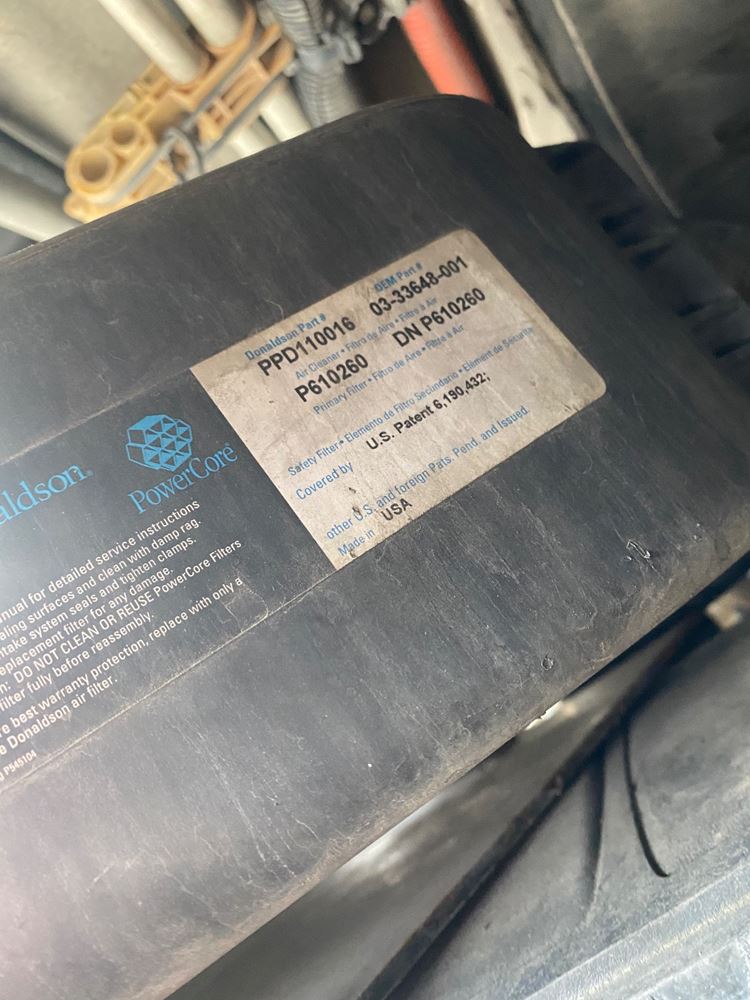 aldson®
PowerCore®
nual for detailed service instructions
aling surfaces and clean with damp rag.
ntake system seals and tighten clamps.
eplacement filter for any damage.
n: DO NOT CLEAN OR REUSE PowerCore Filters
filter fully before reassembly.
re best warranty protection, replace with only a
e Donaldson air filter.
P545104
Donaldson Part # OEM Part #
PPD110016 03-33648-001
Air Cleaner • Filtro de Aire • Filtre à Air
P610260 DN P610260
Primary Filter • Filtro de Aire • Filtre à Air
Safety Filter • Elemento de Filtro Secundario • Élément de Sécurité
Covered by U.S. Patent 6,190,432;
other U.S. and foreign Pats. Pend. and Issued.
Made in USA